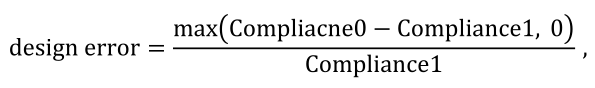 design error = max(Compliacne0 − Compliance1, 0) / Compliance1 ,